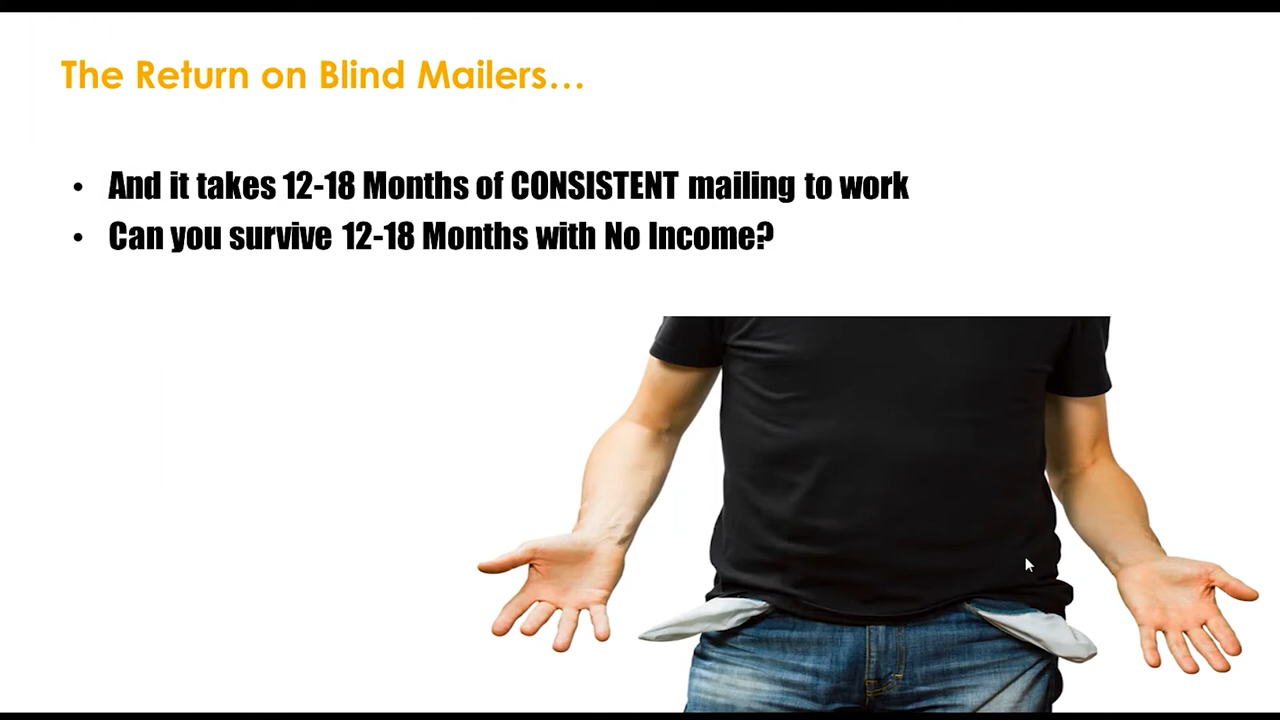 The Return on Blind Mailers…
• And it takes 12-18 Months of CONSISTENT mailing to work
• Can you survive 12-18 Months with No Income?